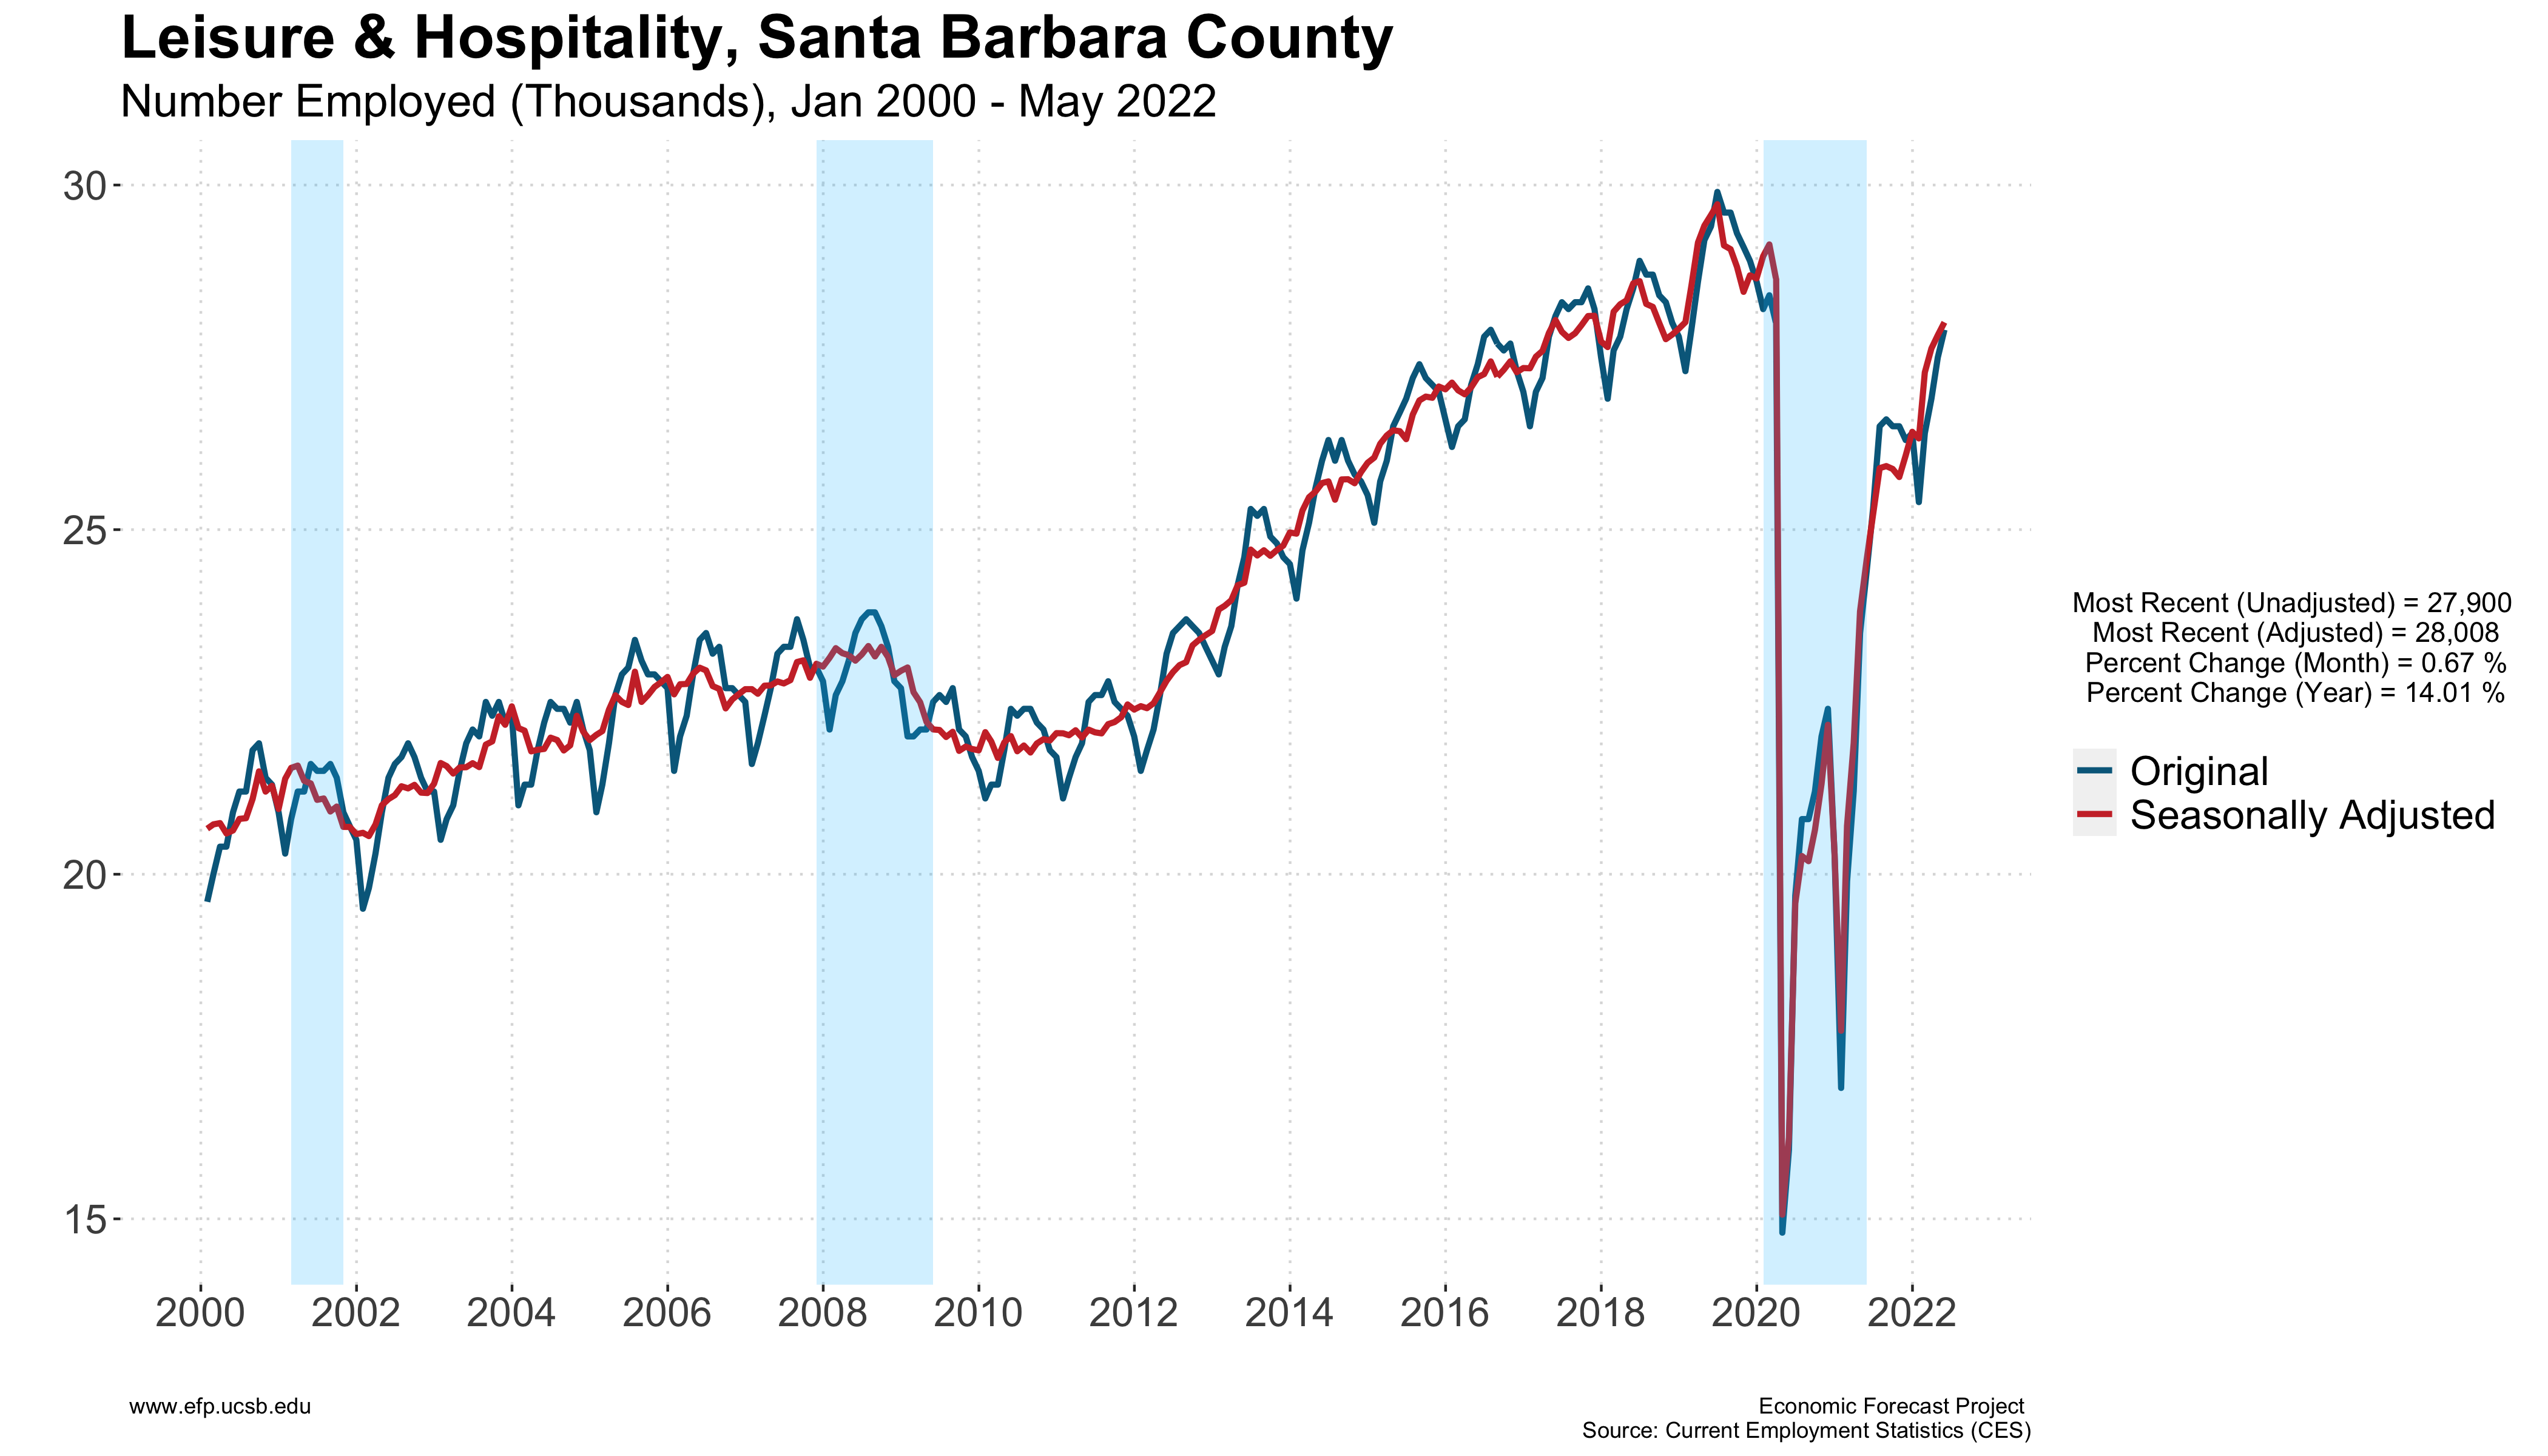 Leisure & Hospitality, Santa Barbara County
Number Employed (Thousands), Jan 2000 - May 2022
30
25
20
15
2000 2002 2004 2006 2008 2010 2012 2014 2016 2018 2020 2022
Most Recent (Unadjusted) = 27,900
Most Recent (Adjusted) = 28,008
Percent Change (Month) = 0.67 %
Percent Change (Year) = 14.01 %
Original
Seasonally Adjusted
www.efp.ucsb.edu
Economic Forecast Project
Source: Current Employment Statistics (CES)